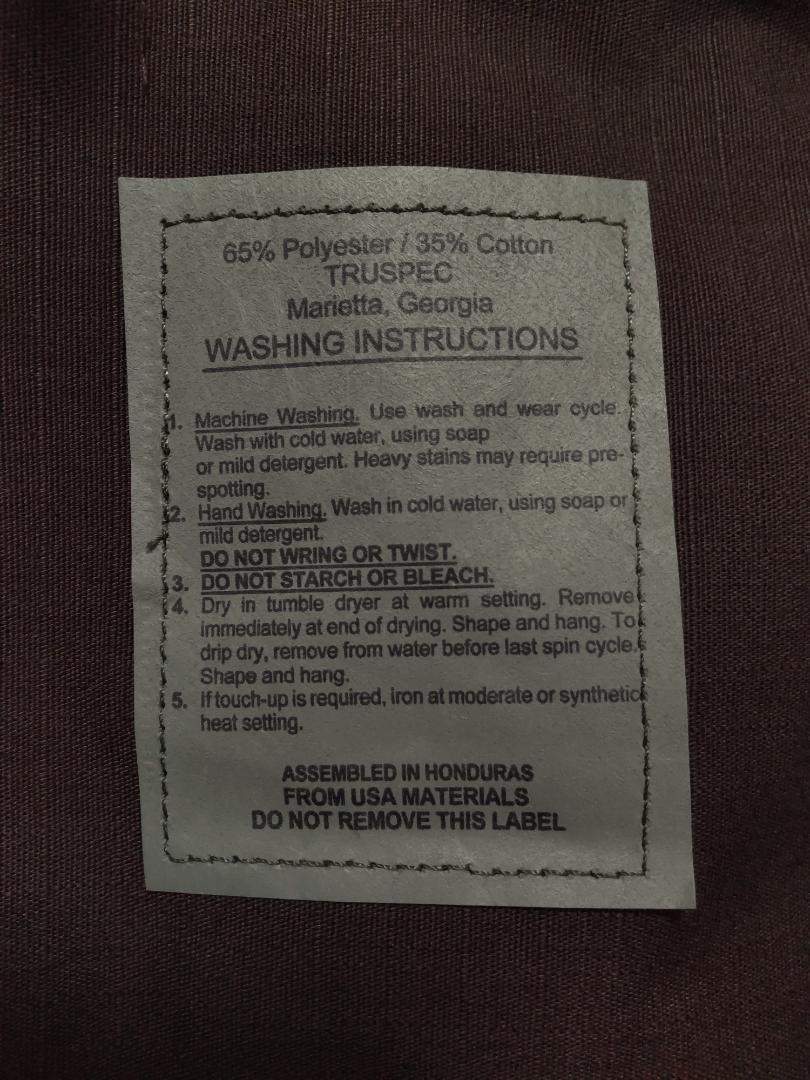 65% Polyester / 35% Cotton
TRUSPEC
Marietta, Georgia
WASHING INSTRUCTIONS
1. Machine Washing. Use wash and wear cycle.
Wash with cold water, using soap
or mild detergent. Heavy stains may require pre-
spotting.
2. Hand Washing. Wash in cold water, using soap or
mild detergent.
DO NOT WRING OR TWIST.
3. DO NOT STARCH OR BLEACH.
4. Dry in tumble dryer at warm setting. Remove
immediately at end of drying. Shape and hang. To
drip dry, remove from water before last spin cycle.
Shape and hang.
5. If touch-up is required, iron at moderate or synthetic
heat setting.
ASSEMBLED IN HONDURAS
FROM USA MATERIALS
DO NOT REMOVE THIS LABEL